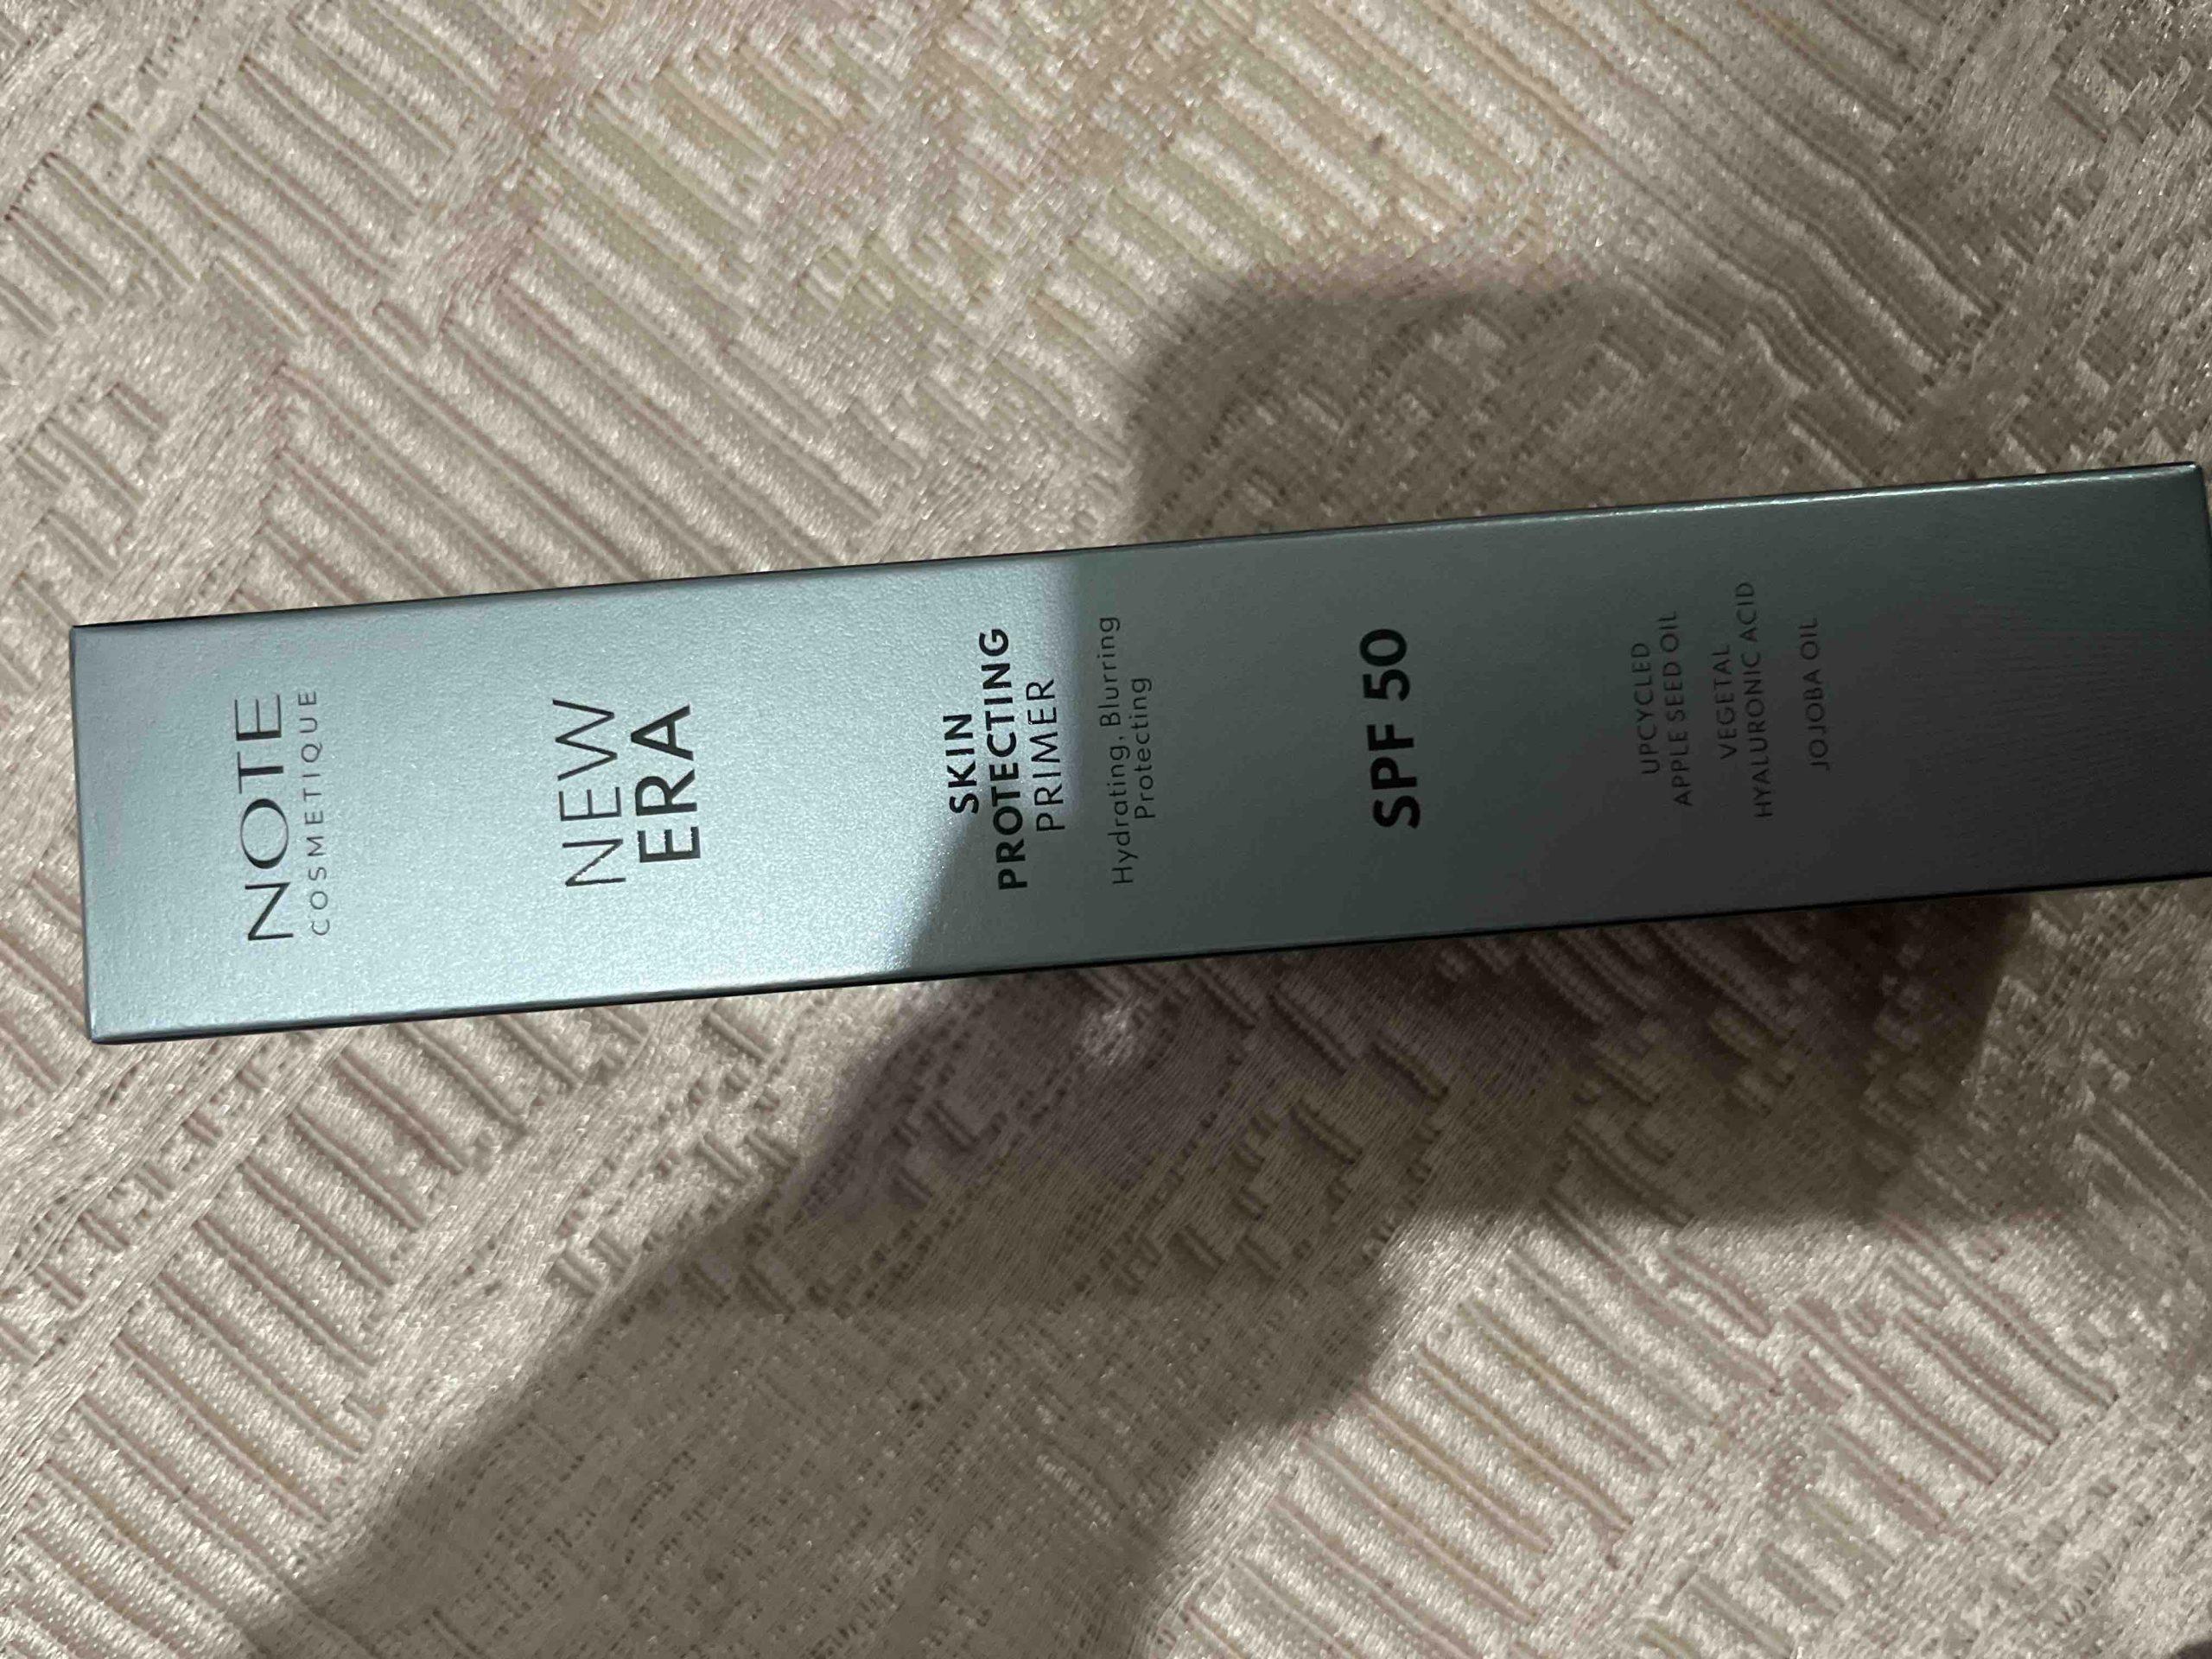 NOTE
COSMETIQUE
NEW
ERA
SKIN
PROTECTING
PRIMER
Hydrating, Blurring
Protecting
SPF 50
UPCYCLED
APPLE SEED OIL
VEGETAL
HYALURONIC ACID
JOJOBA OIL